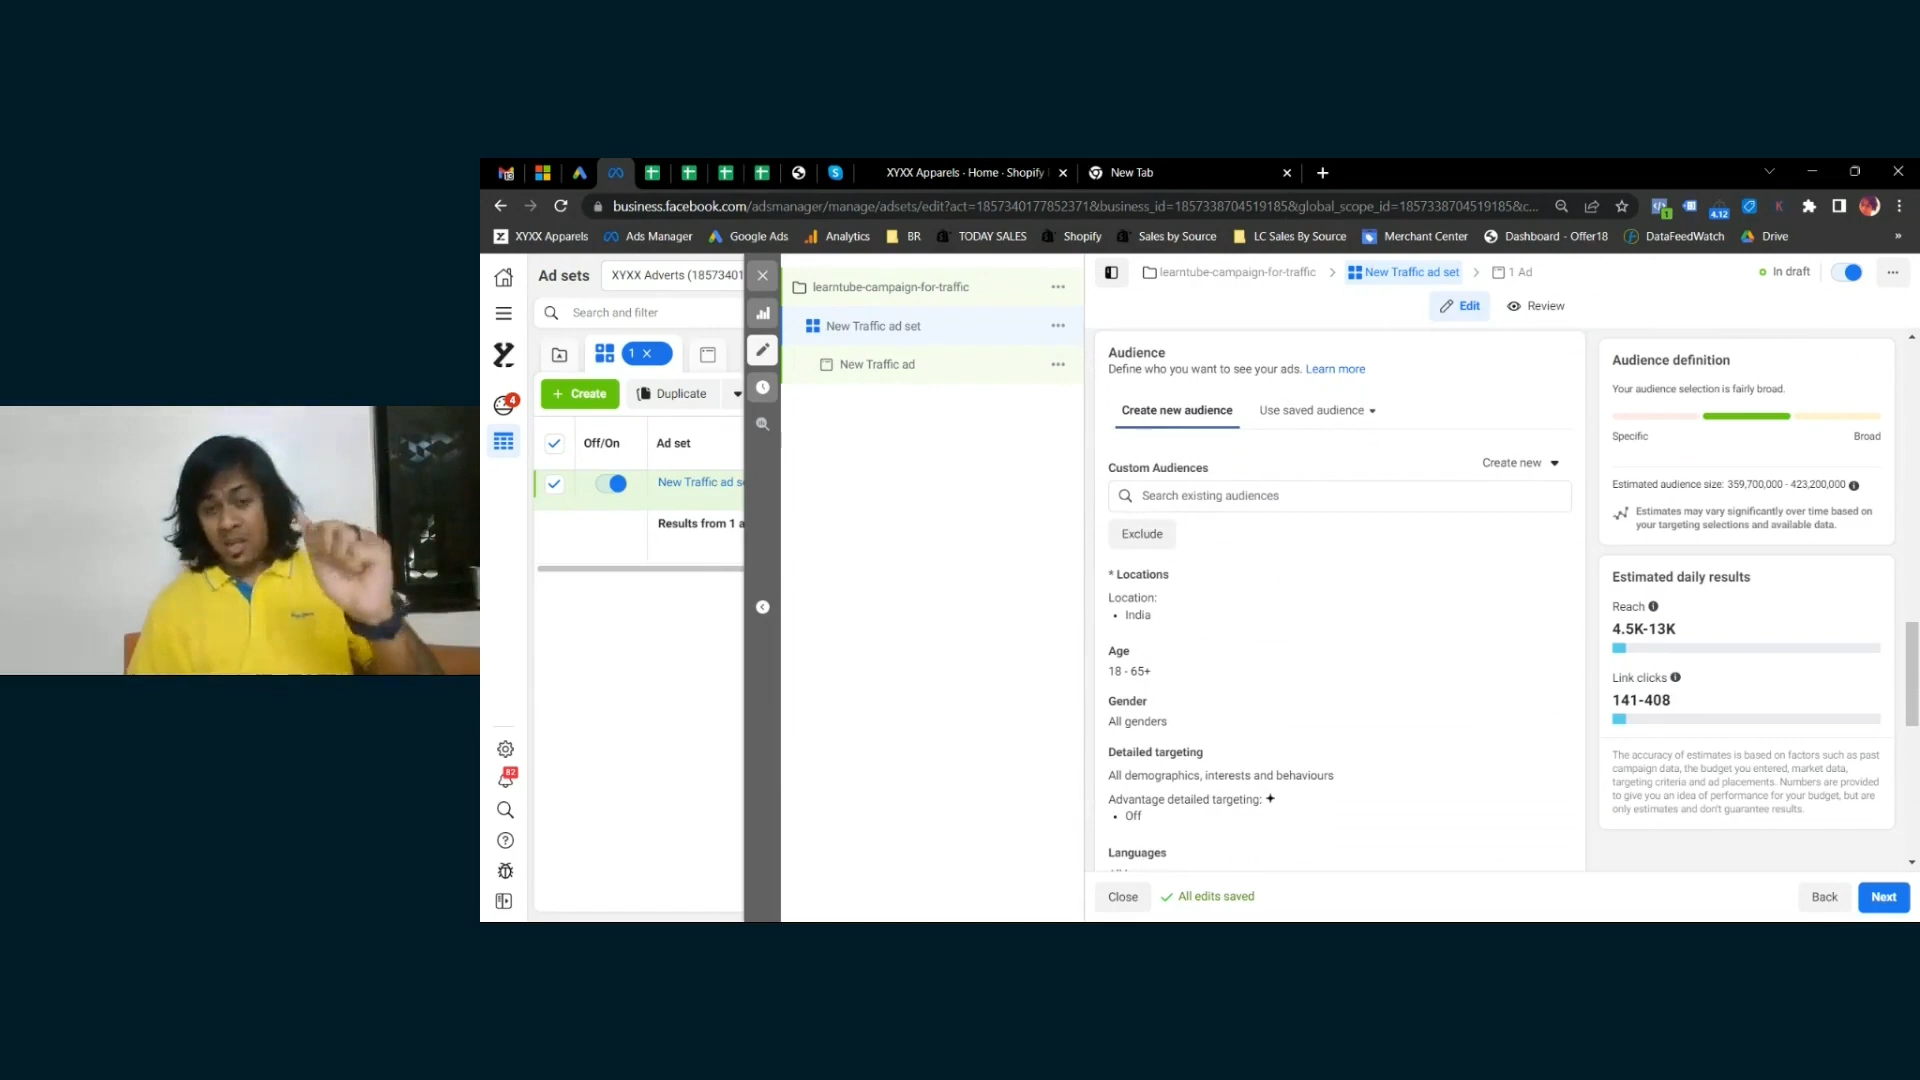 XYXX Apparels · Home · Shopify
New Tab
business.facebook.com/adsmanager/manage/adsets/edit?act=1857340177852371&business_id=1857338704519185&global_scope_id=1857338704519185&c...
1
4.12
K
XYXX Apparels
Ads Manager
Google Ads
Analytics
BR
TODAY SALES
Shopify
Sales by Source
LC Sales By Source
Merchant Center
Dashboard - Offer18
DataFeedWatch
Drive
»
Ad sets
XYXX Adverts (18573401
Search and filter
1
4
+ Create
Duplicate
Off/On
Ad set
New Traffic ad s
Results from 1 a
82
learntube-campaign-for-traffic
New Traffic ad set
New Traffic ad
learntube-campaign-for-traffic
New Traffic ad set
1 Ad
In draft
Edit
Review
Audience
Define who you want to see your ads. Learn more
Create new audience
Use saved audience
Custom Audiences
Create new
Search existing audiences
Exclude
* Locations
Location:
• India
Age
18 - 65+
Gender
All genders
Detailed targeting
All demographics, interests and behaviours
Advantage detailed targeting:
• Off
Languages
Close
All edits saved
Back
Next
Audience definition
Your audience selection is fairly broad.
Specific
Broad
Estimated audience size: 359,700,000 - 423,200,000
Estimates may vary significantly over time based on
your targeting selections and available data.
Estimated daily results
Reach
4.5K-13K
Link clicks
141-408
The accuracy of estimates is based on factors such as past
campaign data, the budget you entered, market data,
targeting criteria and ad placements. Numbers are provided
to give you an idea of performance for your budget, but are
only estimates and don't guarantee results.